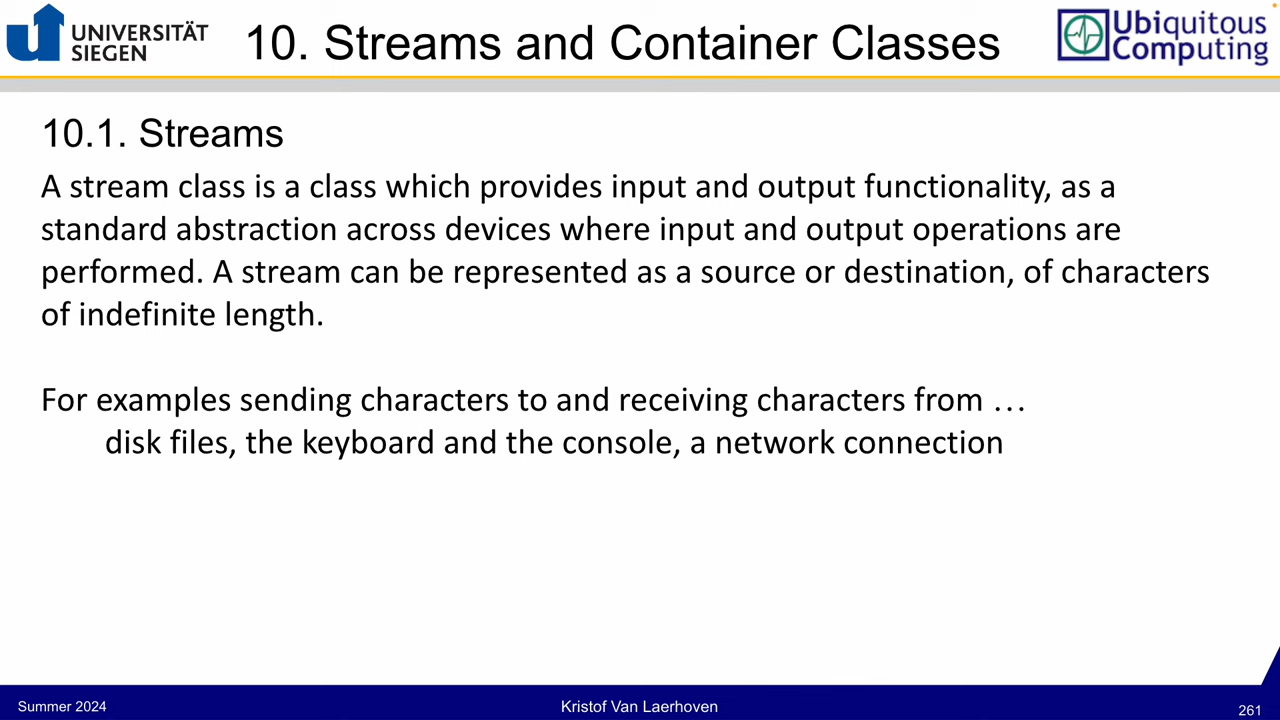 UNIVERSITÄT
SIEGEN
10. Streams and Container Classes
Ubiquitous
Computing
10.1. Streams
A stream class is a class which provides input and output functionality, as a
standard abstraction across devices where input and output operations are
performed. A stream can be represented as a source or destination, of characters
of indefinite length.
For examples sending characters to and receiving characters from …
disk files, the keyboard and the console, a network connection
Summer 2024
Kristof Van Laerhoven
261